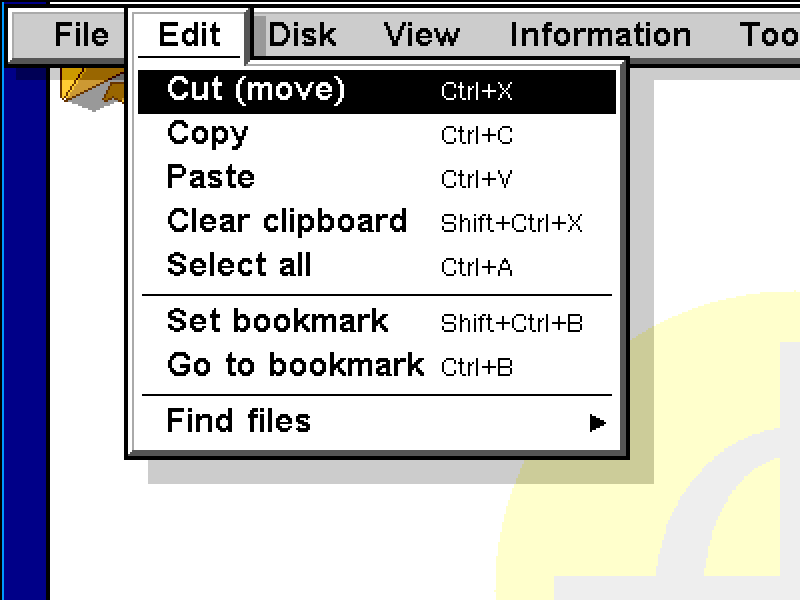 File Edit Disk View Information Too
Cut (move) Ctrl+X
Copy Ctrl+C
Paste Ctrl+V
Clear clipboard Shift+Ctrl+X
Select all Ctrl+A
Set bookmark Shift+Ctrl+B
Go to bookmark Ctrl+B
Find files